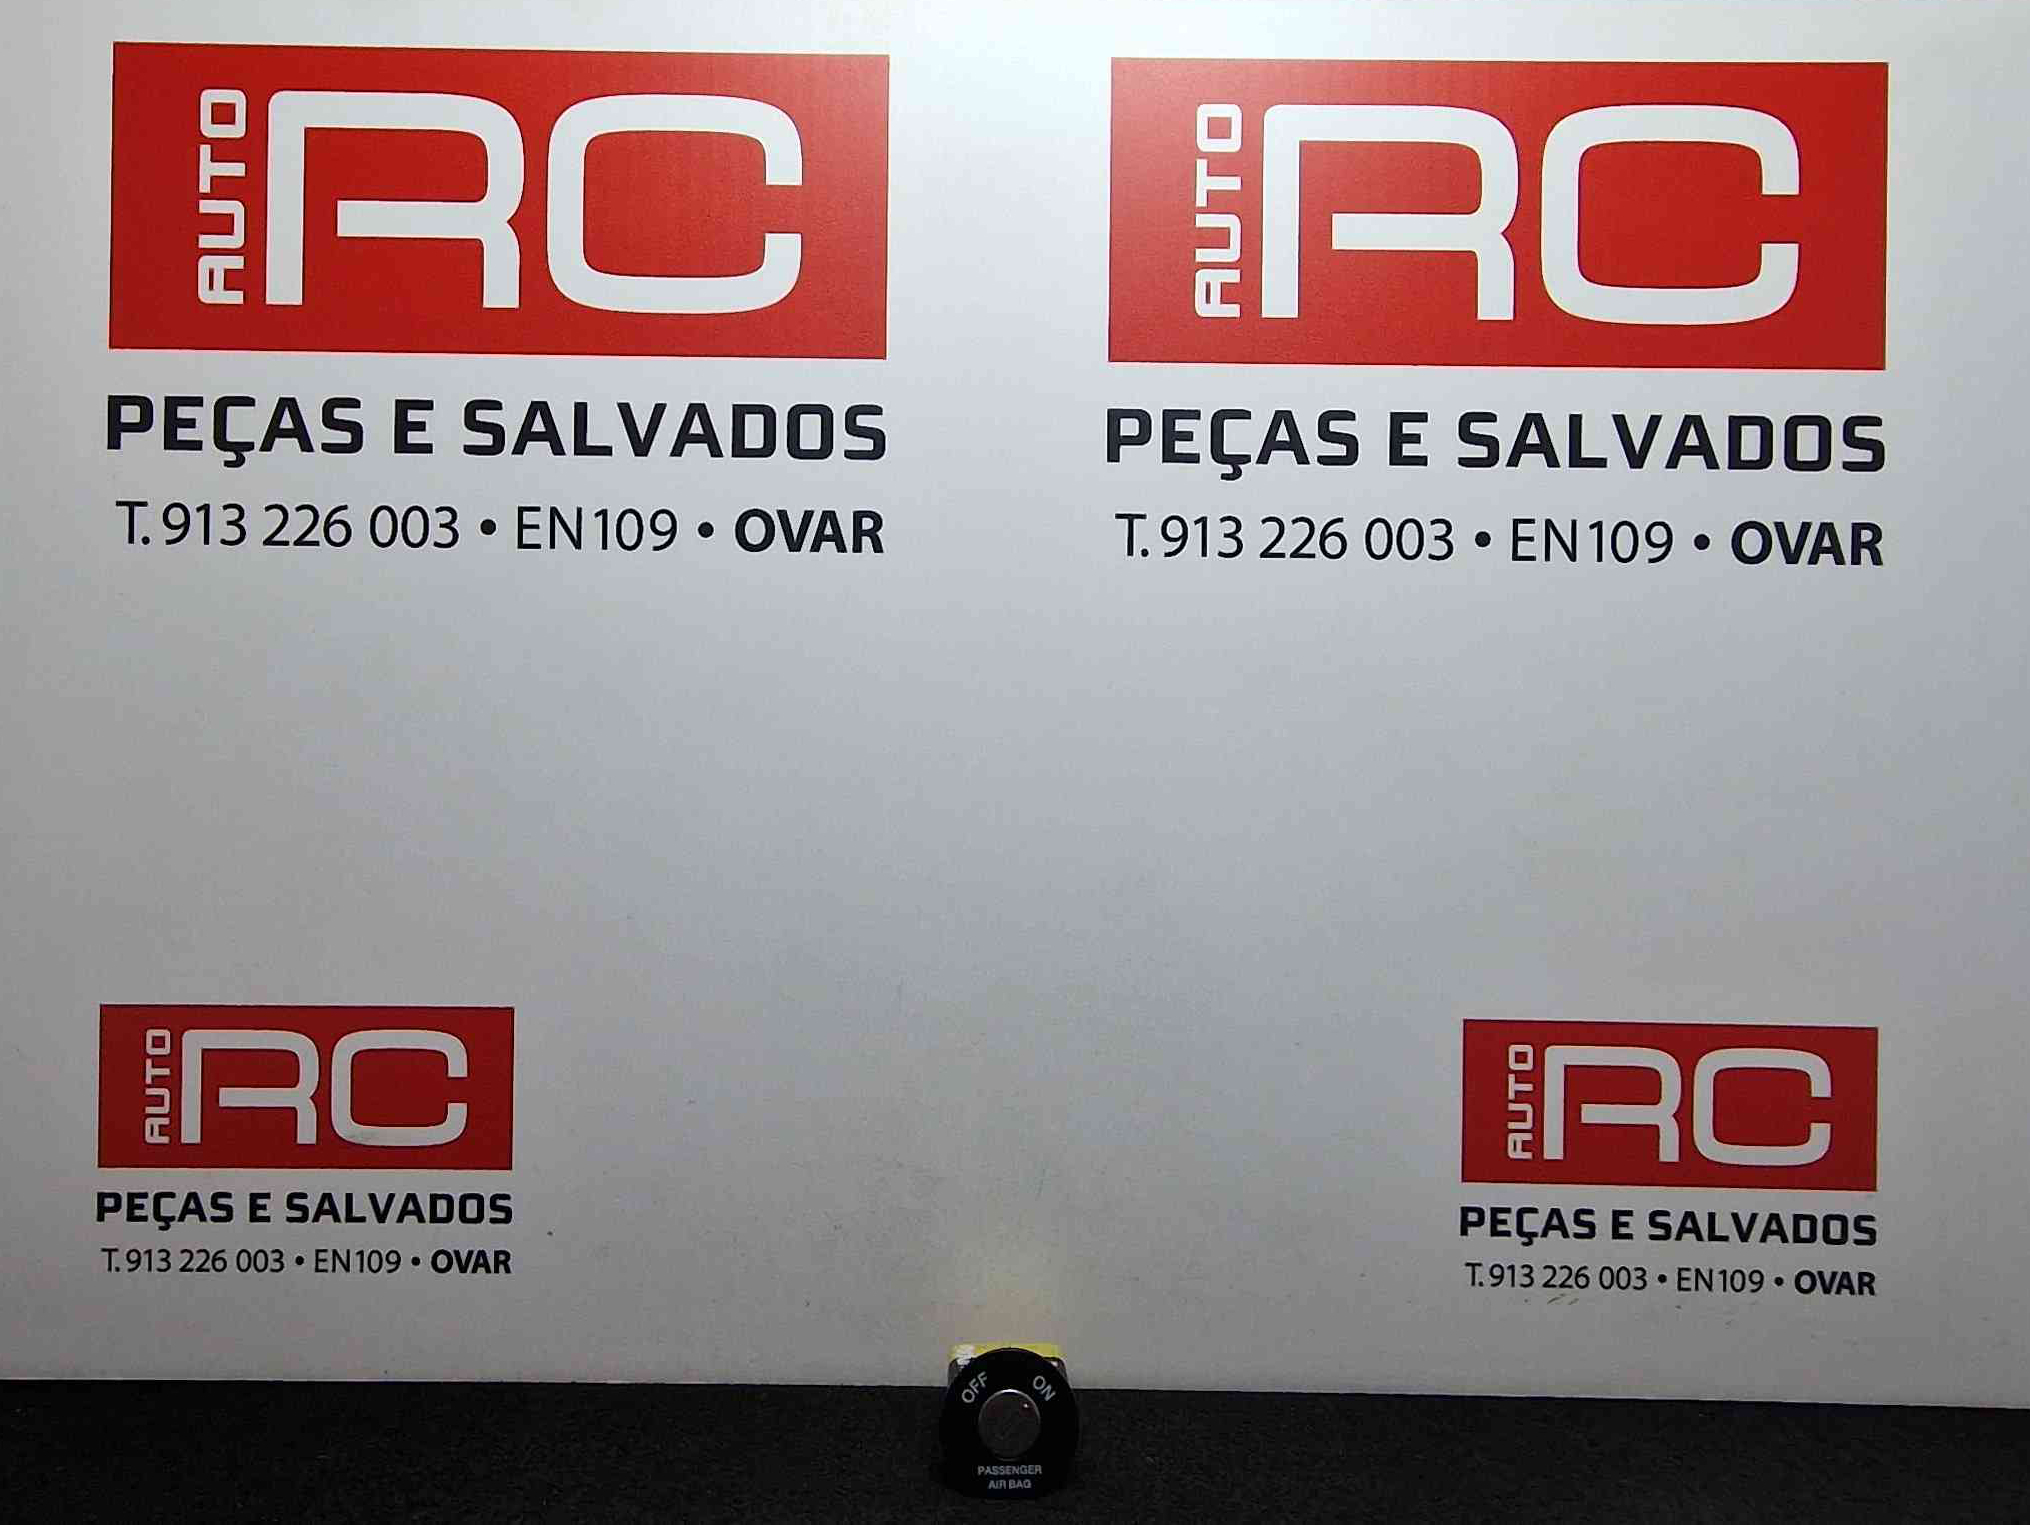 AUTO RC
PEÇAS E SALVADOS
T. 913 226 003 • EN109 • OVAR
AUTO RC
PEÇAS E SALVADOS
T. 913 226 003 • EN109 • OVAR
AUTO RC
PEÇAS E SALVADOS
T. 913 226 003 • EN109 • OVAR
AUTO RC
PEÇAS E SALVADOS
T. 913 226 003 • EN109 • OVAR
OFF ON
PASSENGER
AIR BAG